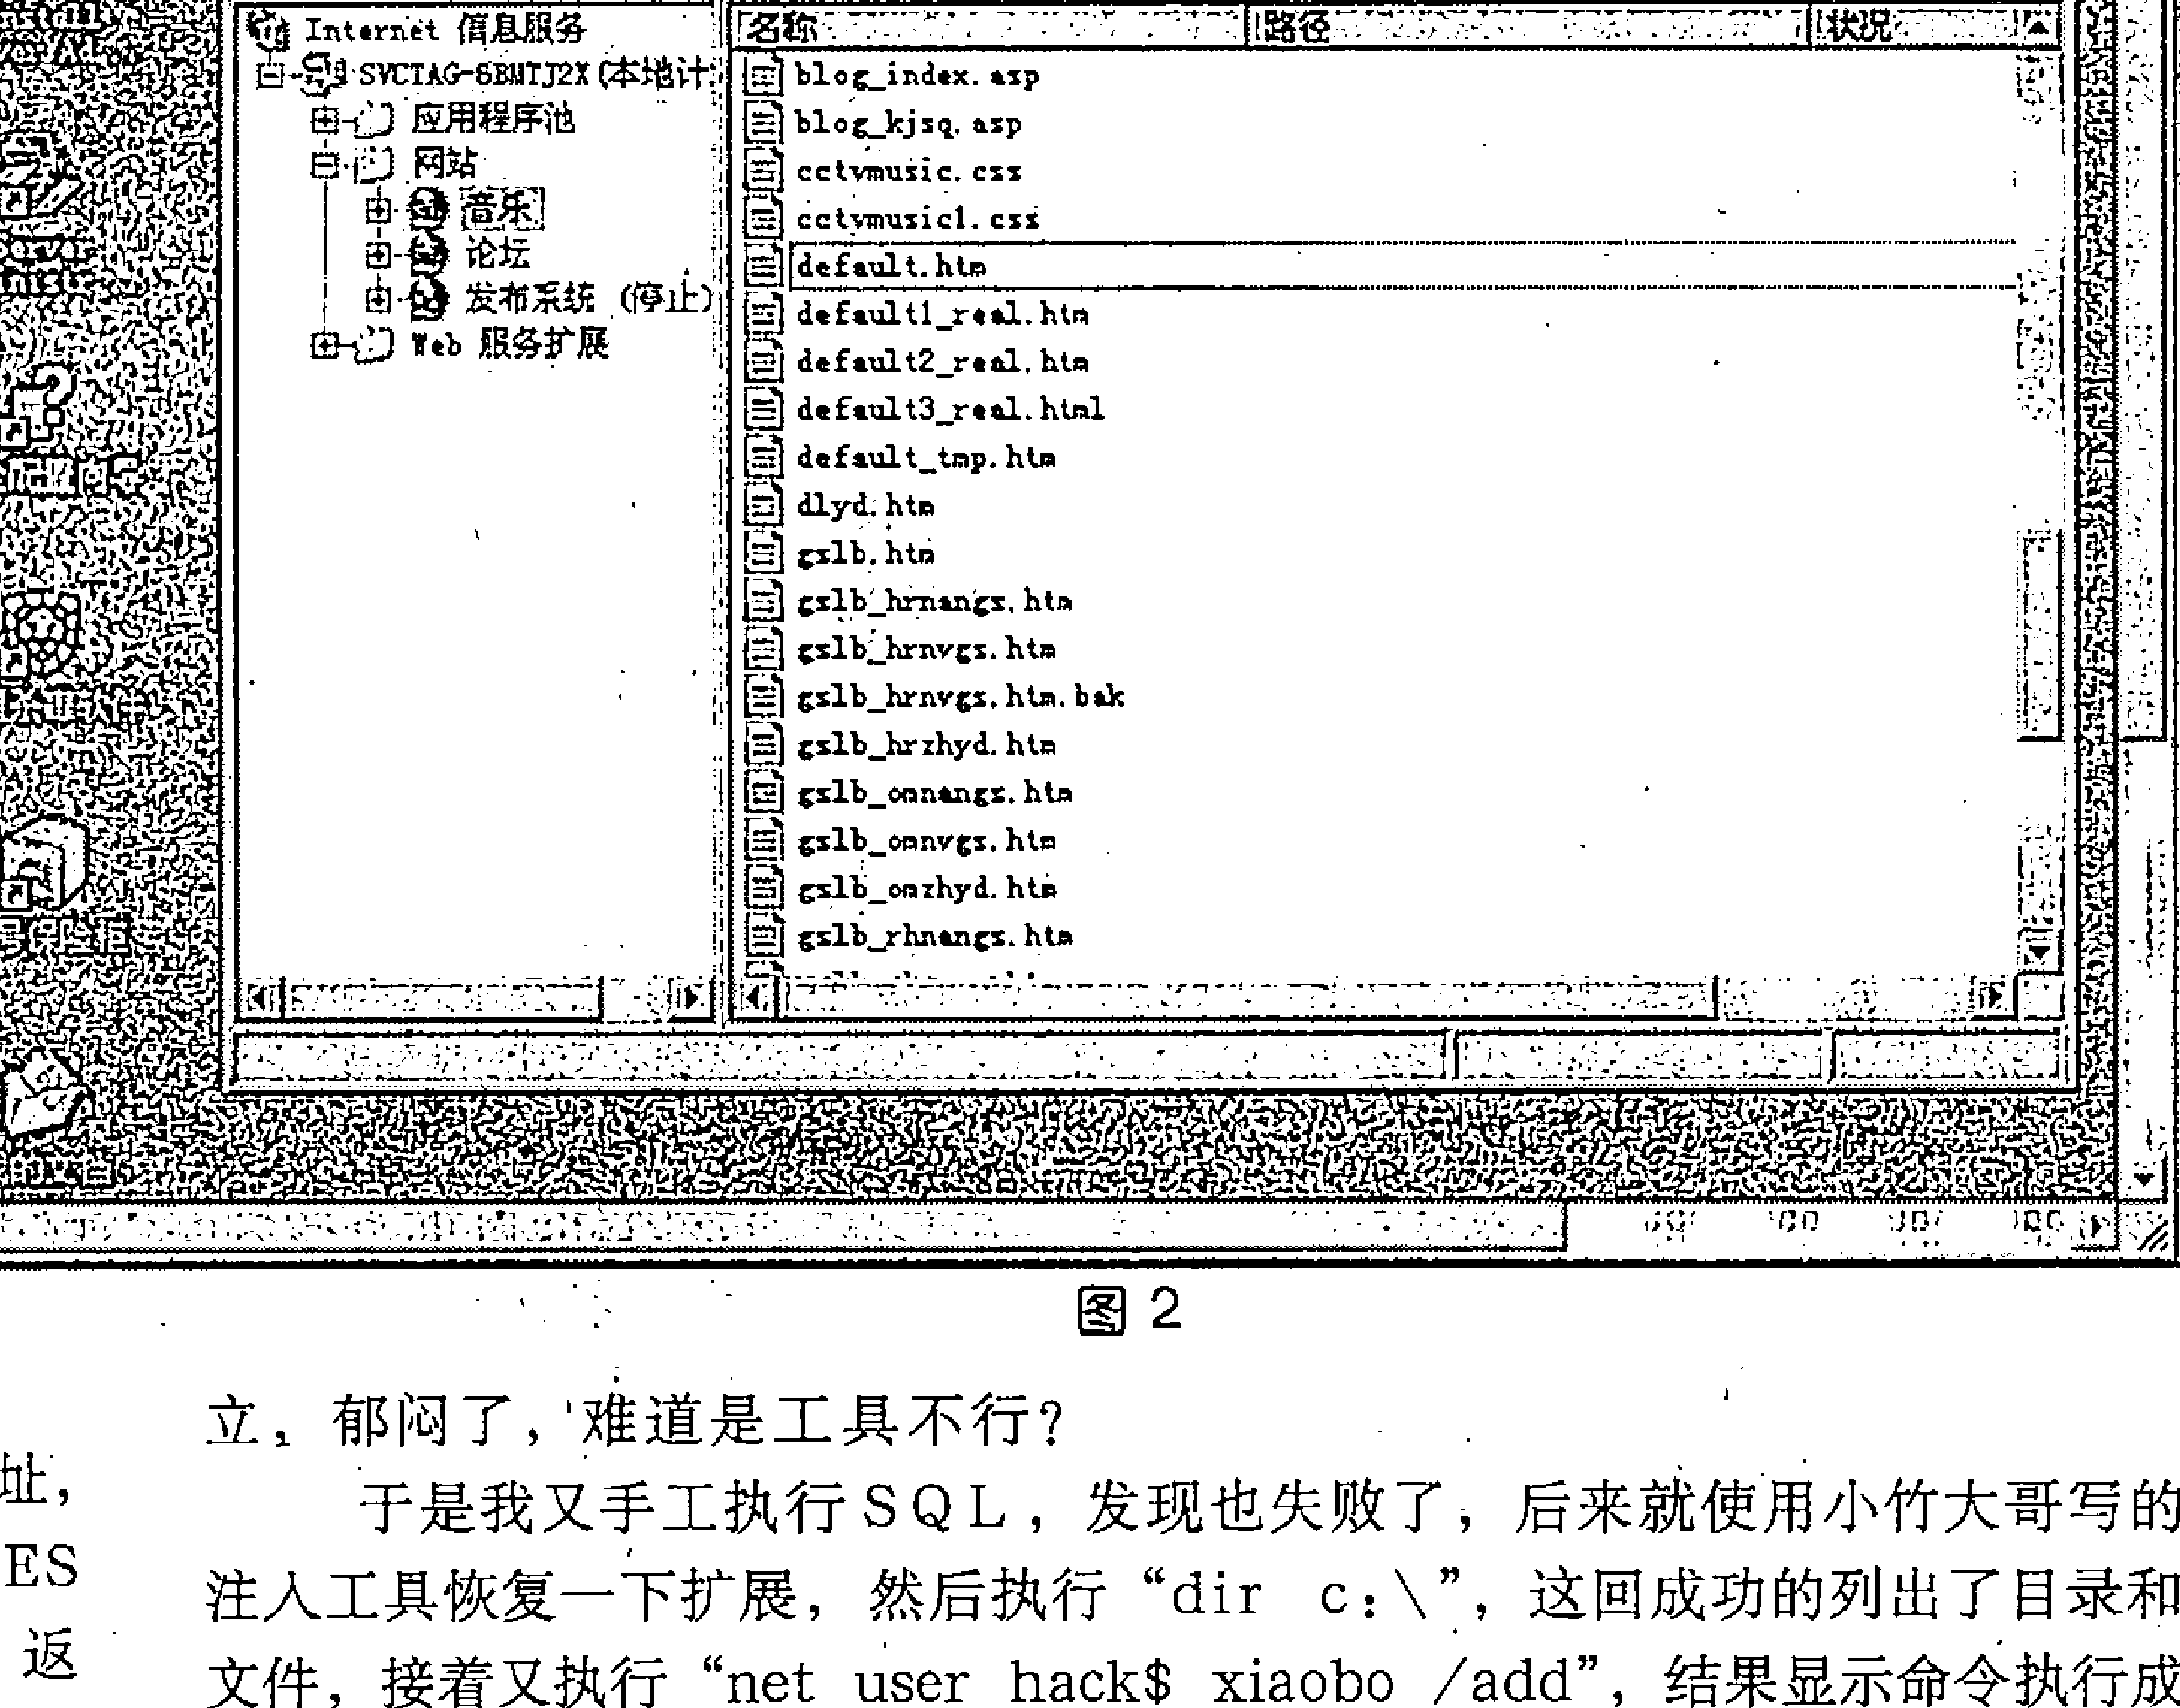 Internet 信息服务
SVCTAG-6BMTJ2X(本地计
应用程序池
网站
音乐
论坛
发布系统 (停止)
Web 服务扩展
名称 路径 状况
blog_index.asp
blog_kjsq.asp
cctvmusic.css
cctvmusic1.css
default.htm
default1_real.htm
default2_real.htm
default3_real.html
default_tmp.htm
dlyd.htm
gslb.htm
gslb_hrnangs.htm
gslb_hrnvgs.htm
gslb_hrnvgs.htm.bak
gslb_hrzhyd.htm
gslb_omnangs.htm
gslb_omnvgs.htm
gslb_omzhyd.htm
gslb_rhnangs.htm
保险柜
图 2
址，
ES
返
立，郁闷了，难道是工具不行？
于是我又手工执行SQL，发现也失败了，后来就使用小竹大哥写的
注入工具恢复一下扩展，然后执行“dir c:\”，这回成功的列出了目录和
文件，接着又执行“net user hack$ xiaobo /add”，结果显示命令执行成